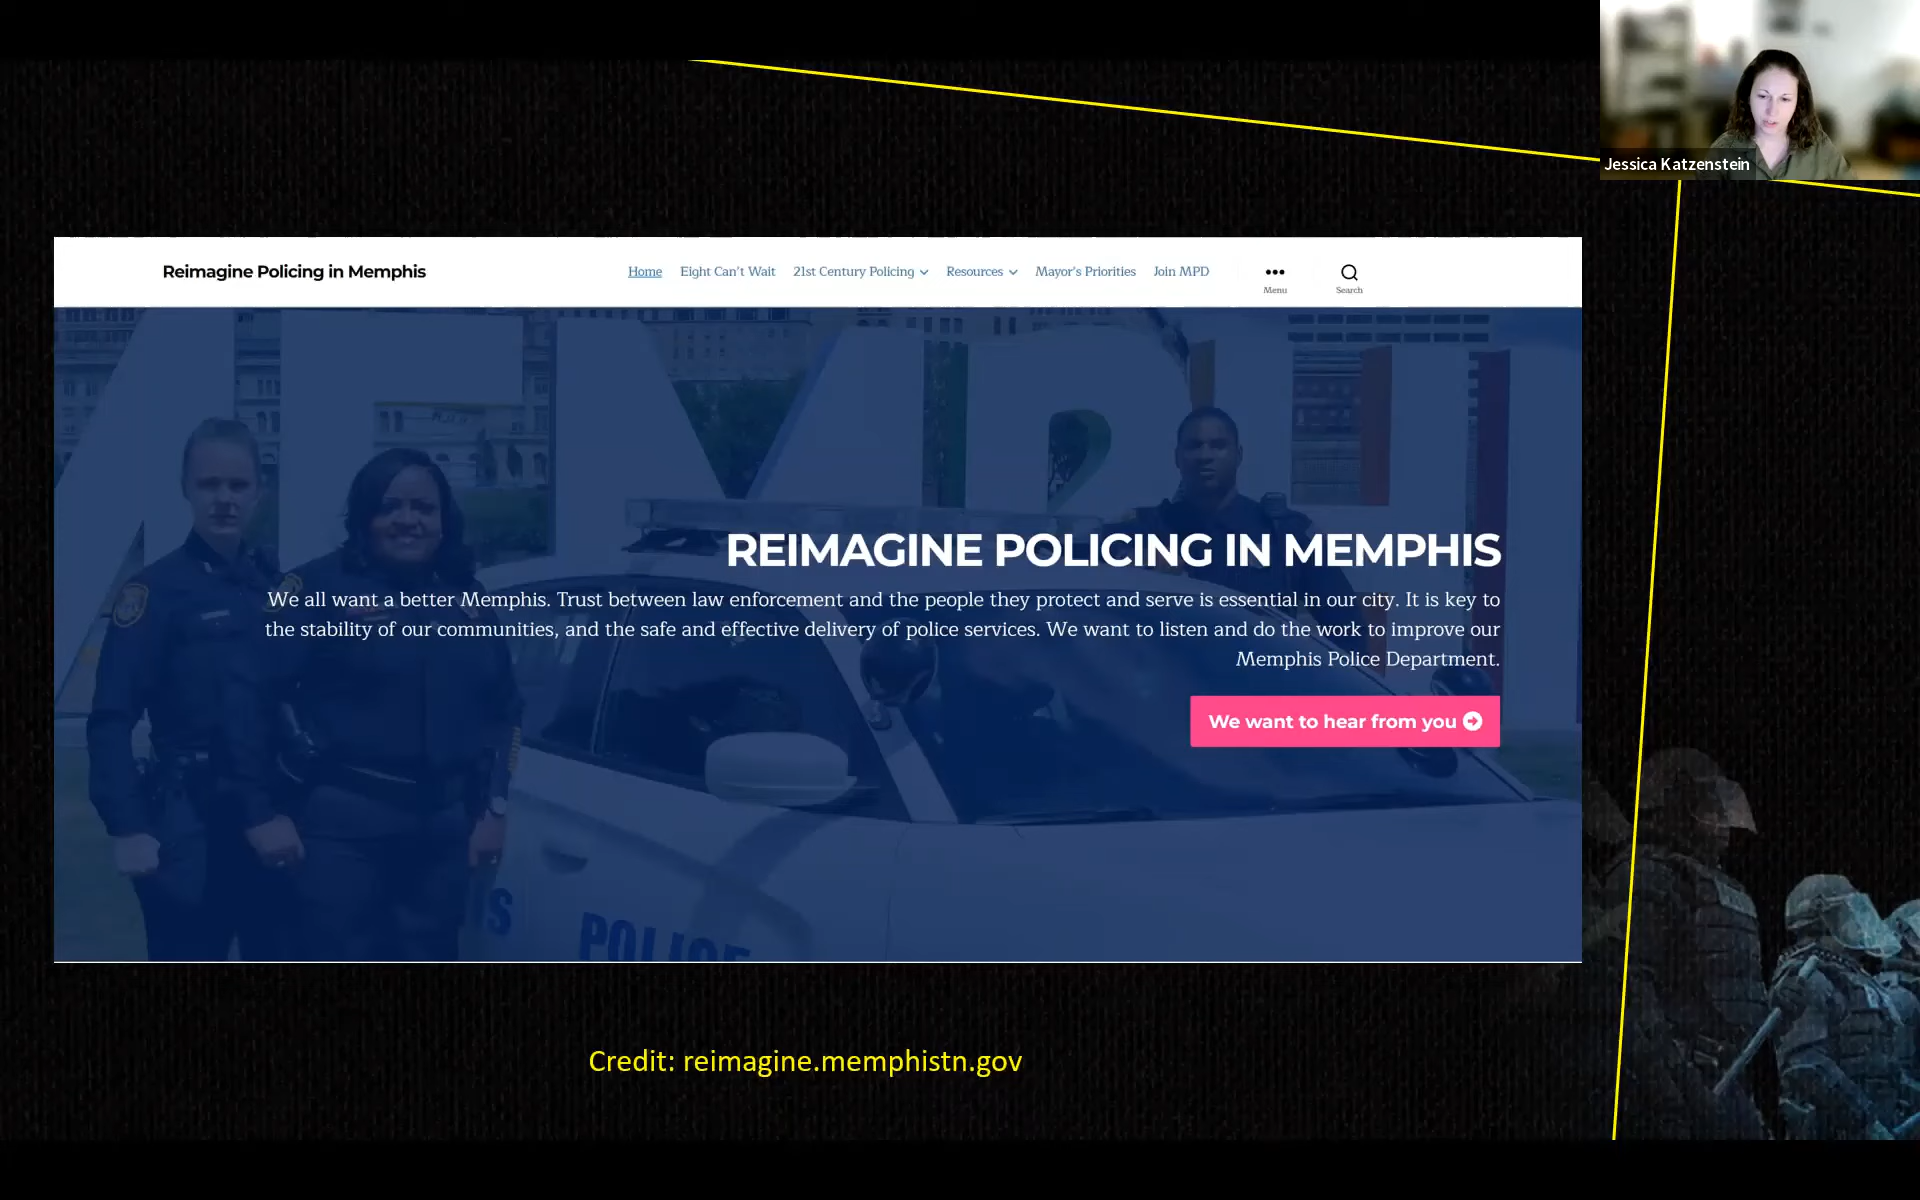 Jessica Katzenstein
Reimagine Policing in Memphis
Home Eight Can't Wait 21st Century Policing Resources Mayor's Priorities Join MPD
Menu Search
REIMAGINE POLICING IN MEMPHIS
We all want a better Memphis. Trust between law enforcement and the people they protect and serve is essential in our city. It is key to
the stability of our communities, and the safe and effective delivery of police services. We want to listen and do the work to improve our
Memphis Police Department.
We want to hear from you
POLICE
Credit: reimagine.memphistn.gov